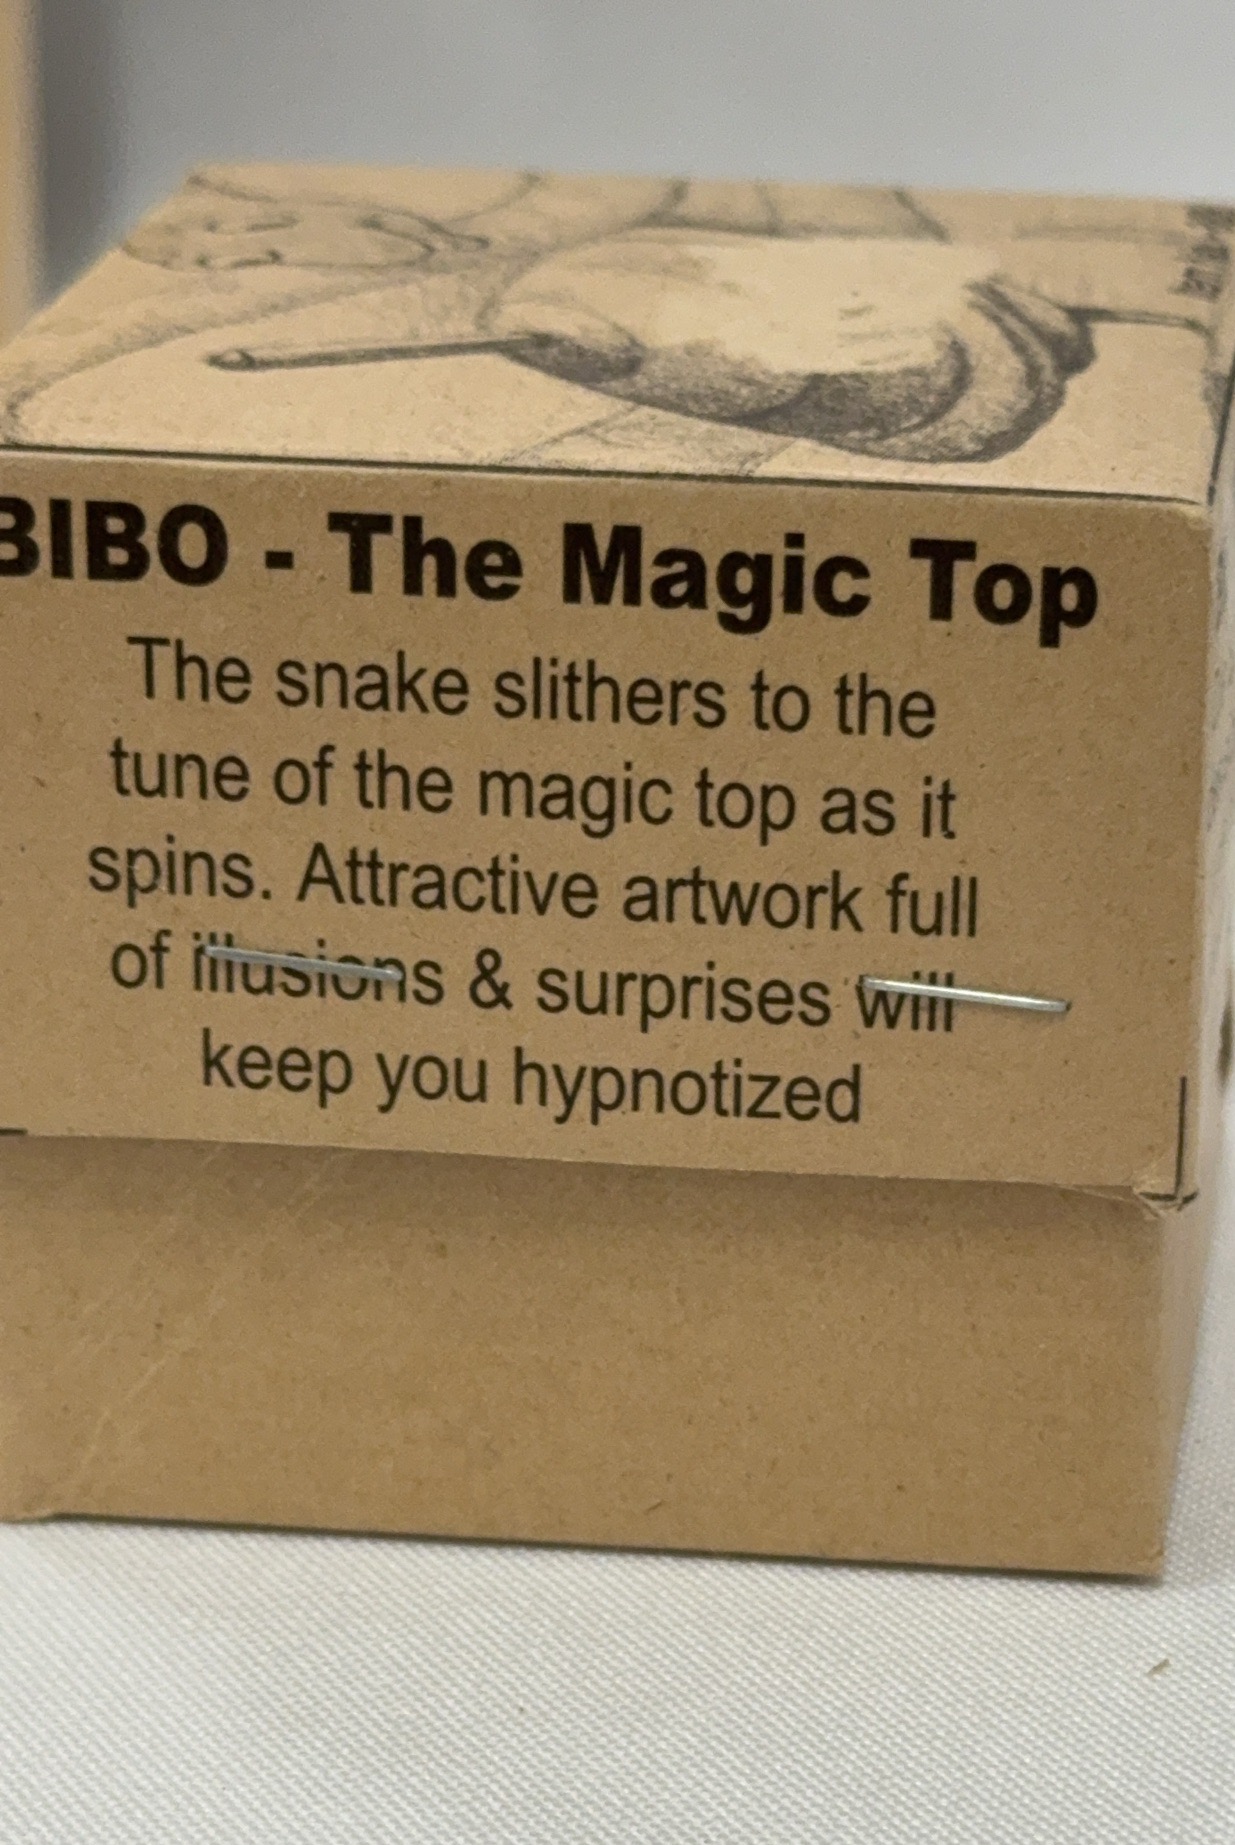 BIBO - The Magic Top
The snake slithers to the
tune of the magic top as it
spins. Attractive artwork full
of illusions & surprises will
keep you hypnotized